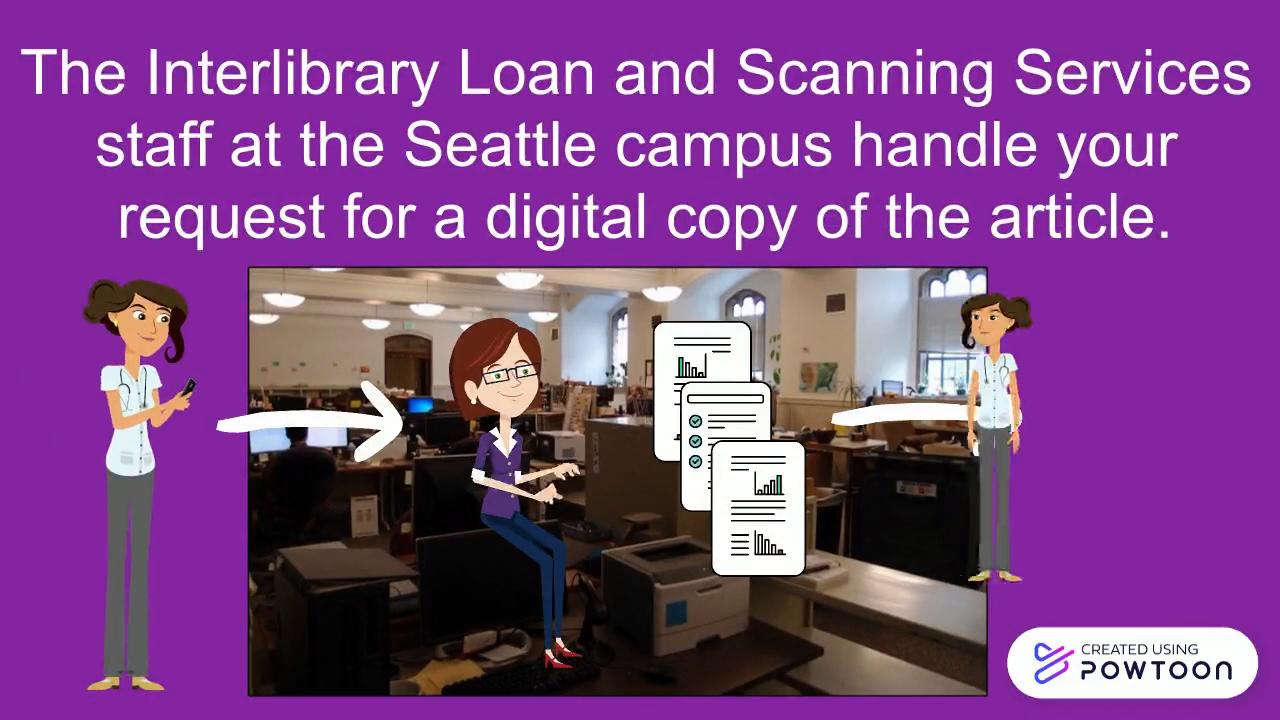 The Interlibrary Loan and Scanning Services
staff at the Seattle campus handle your
request for a digital copy of the article.
CREATED USING
POWTOON